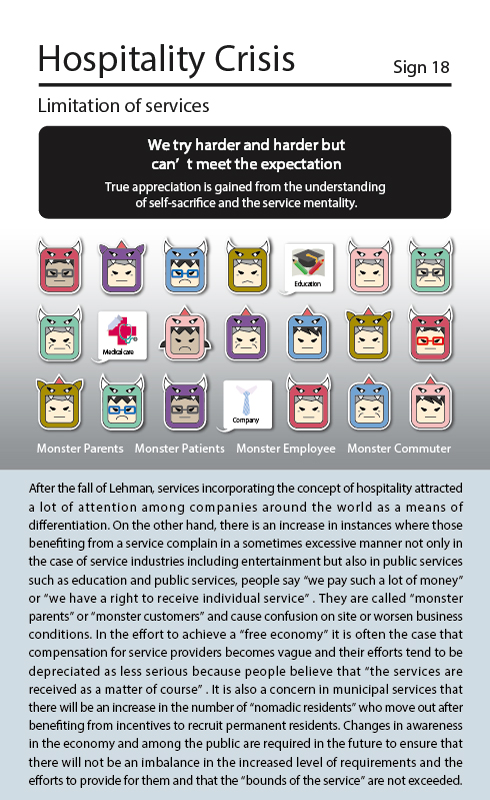 Hospitality Crisis
Sign 18
Limitation of services
We try harder and harder but
can’ t meet the expectation
True appreciation is gained from the understanding
of self-sacrifice and the service mentality.
Education
Medical care
Company
Monster Parents Monster Patients Monster Employee Monster Commuter
After the fall of Lehman, services incorporating the concept of hospitality attracted
a lot of attention among companies around the world as a means of
differentiation. On the other hand, there is an increase in instances where those
benefiting from a service complain in a sometimes excessive manner not only in
the case of service industries including entertainment but also in public services
such as education and public services, people say “we pay such a lot of money”
or “we have a right to receive individual service” . They are called “monster
parents” or “monster customers” and cause confusion on site or worsen business
conditions. In the effort to achieve a “free economy” it is often the case that
compensation for service providers becomes vague and their efforts tend to be
depreciated as less serious because people believe that “the services are
received as a matter of course” . It is also a concern in municipal services that
there will be an increase in the number of “nomadic residents” who move out after
benefiting from incentives to recruit permanent residents. Changes in awareness
in the economy and among the public are required in the future to ensure that
there will not be an imbalance in the increased level of requirements and the
efforts to provide for them and that the “bounds of the service” are not exceeded.